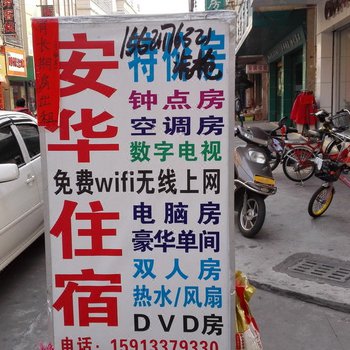 安华住宿
特价房
钟点房
空调房
数字电视
免费wifi无线上网
电脑房
豪华单间
双人房
热水/风扇
DVD房
电话:15913379330